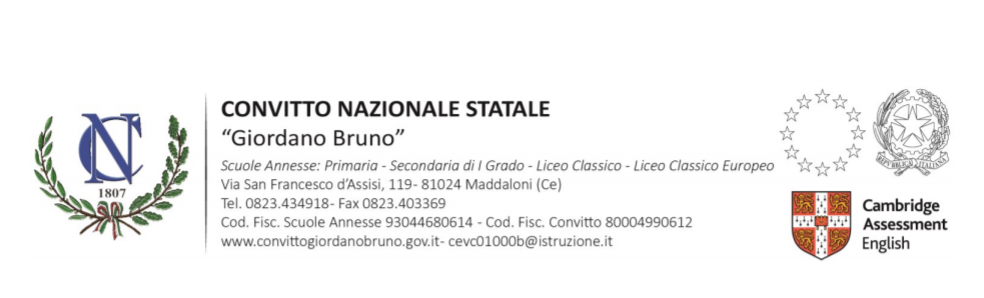 NC
1807
CONVITTO NAZIONALE STATALE
“Giordano Bruno”
Scuole Annesse: Primaria - Secondaria di I Grado - Liceo Classico - Liceo Classico Europeo
Via San Francesco d’Assisi, 119- 81024 Maddaloni (Ce)
Tel. 0823.434918- Fax 0823.403369
Cod. Fisc. Scuole Annesse 93044680614 - Cod. Fisc. Convitto 80004990612
www.convittogiordanobruno.gov.it- cevc01000b@istruzione.it
REPVBBLICA ITALIANA
Cambridge
Assessment
English